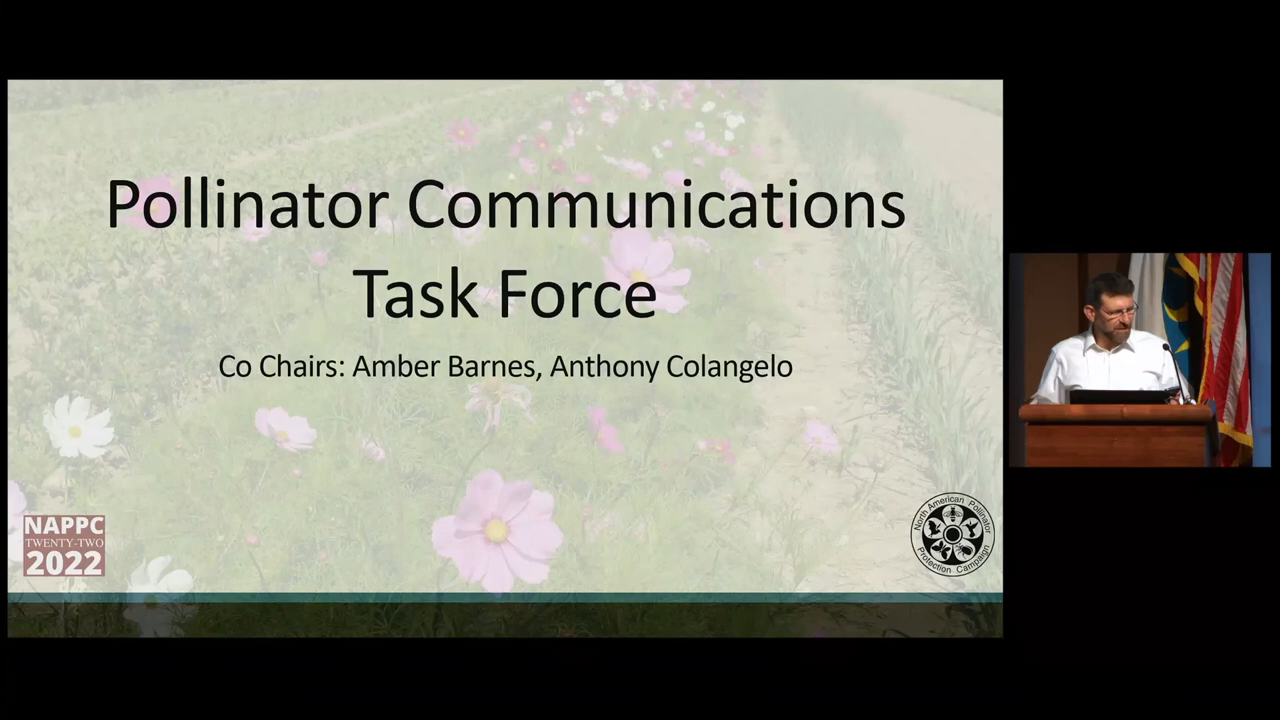 Pollinator Communications
Task Force
Co Chairs: Amber Barnes, Anthony Colangelo
NAPPC
TWENTY-TWO
2022
North American Pollinator
Protection Campaign